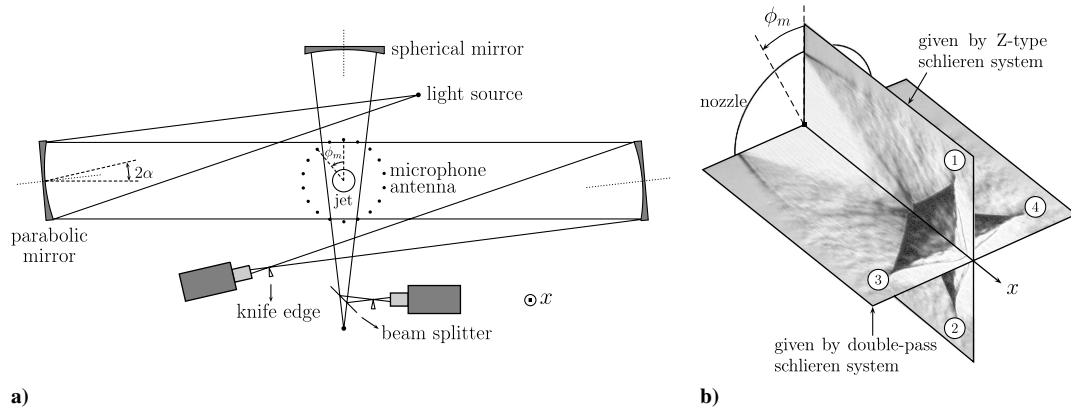 spherical mirror
light source
ϕm
microphone
antenna
jet
2α
parabolic
mirror
knife edge
beam splitter
x
a)
ϕm
given by Z-type
schlieren system
nozzle
1
4
3
x
2
given by double-pass
schlieren system
b)